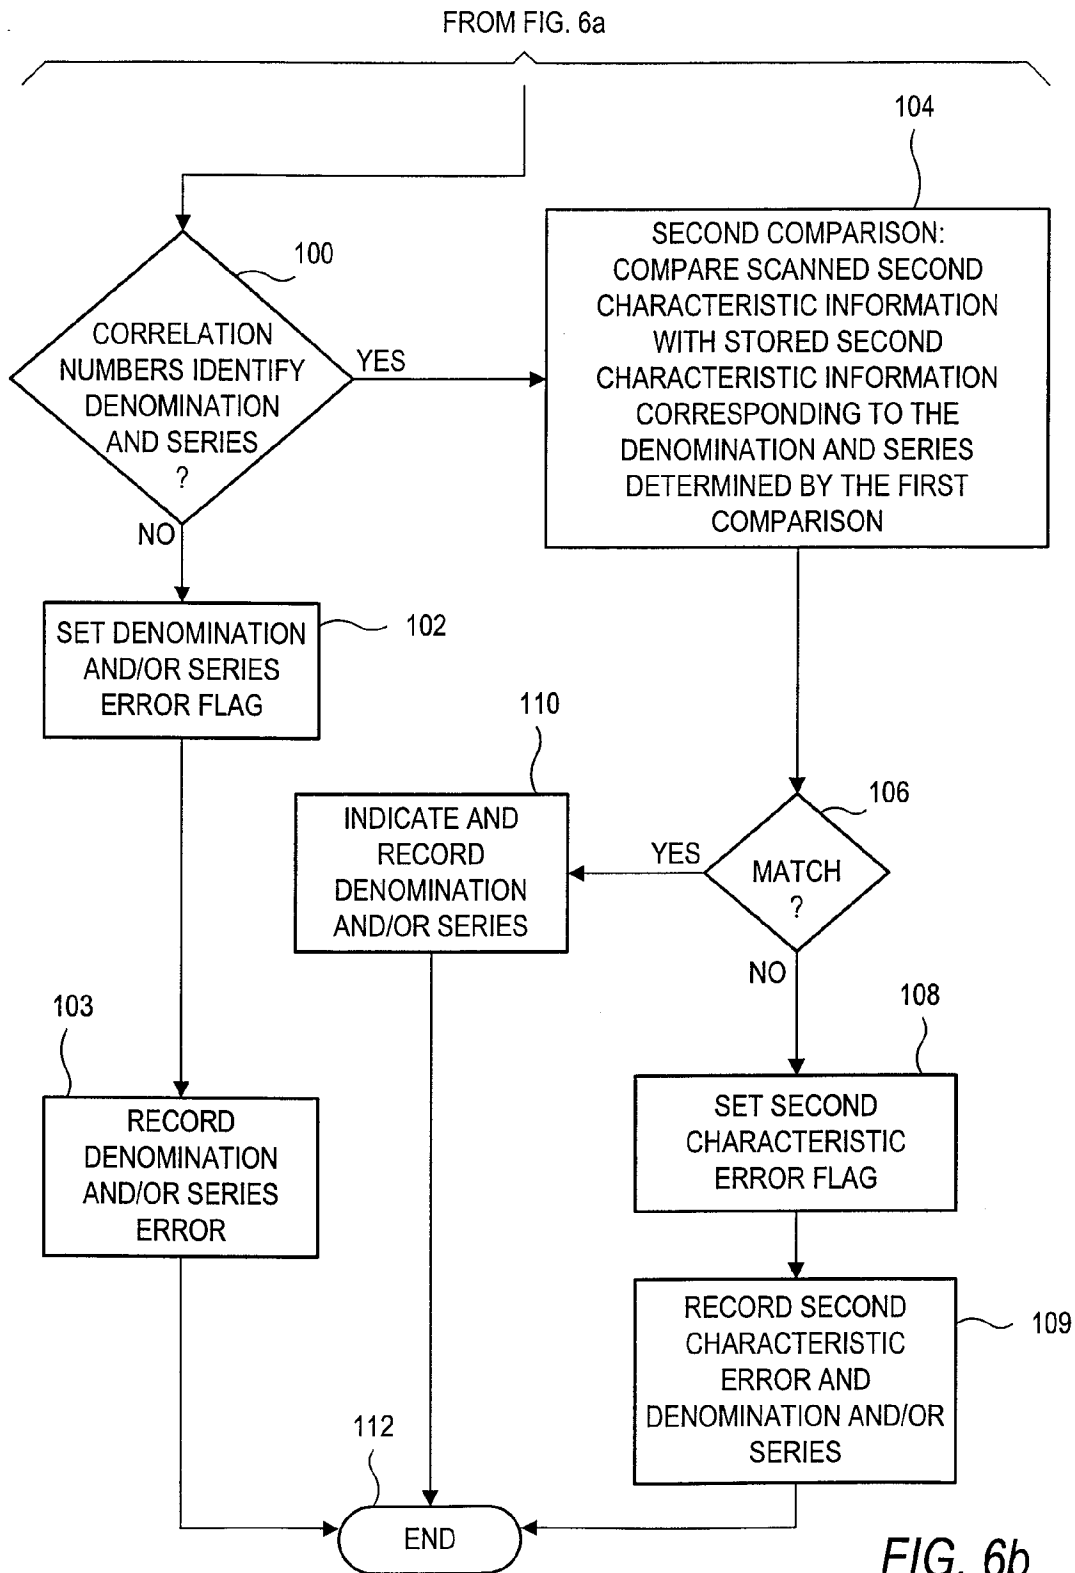 FROM FIG. 6a
100
CORRELATION
NUMBERS IDENTIFY
DENOMINATION
AND SERIES
?
YES
NO
104
SECOND COMPARISON:
COMPARE SCANNED SECOND
CHARACTERISTIC INFORMATION
WITH STORED SECOND
CHARACTERISTIC INFORMATION
CORRESPONDING TO THE
DENOMINATION AND SERIES
DETERMINED BY THE FIRST
COMPARISON
SET DENOMINATION
AND/OR SERIES
ERROR FLAG
102
110
INDICATE AND
RECORD
DENOMINATION
AND/OR SERIES
YES
106
MATCH
?
NO
103
RECORD
DENOMINATION
AND/OR SERIES
ERROR
108
SET SECOND
CHARACTERISTIC
ERROR FLAG
RECORD SECOND
CHARACTERISTIC
ERROR AND
DENOMINATION AND/OR
SERIES
109
112
END
FIG. 6b